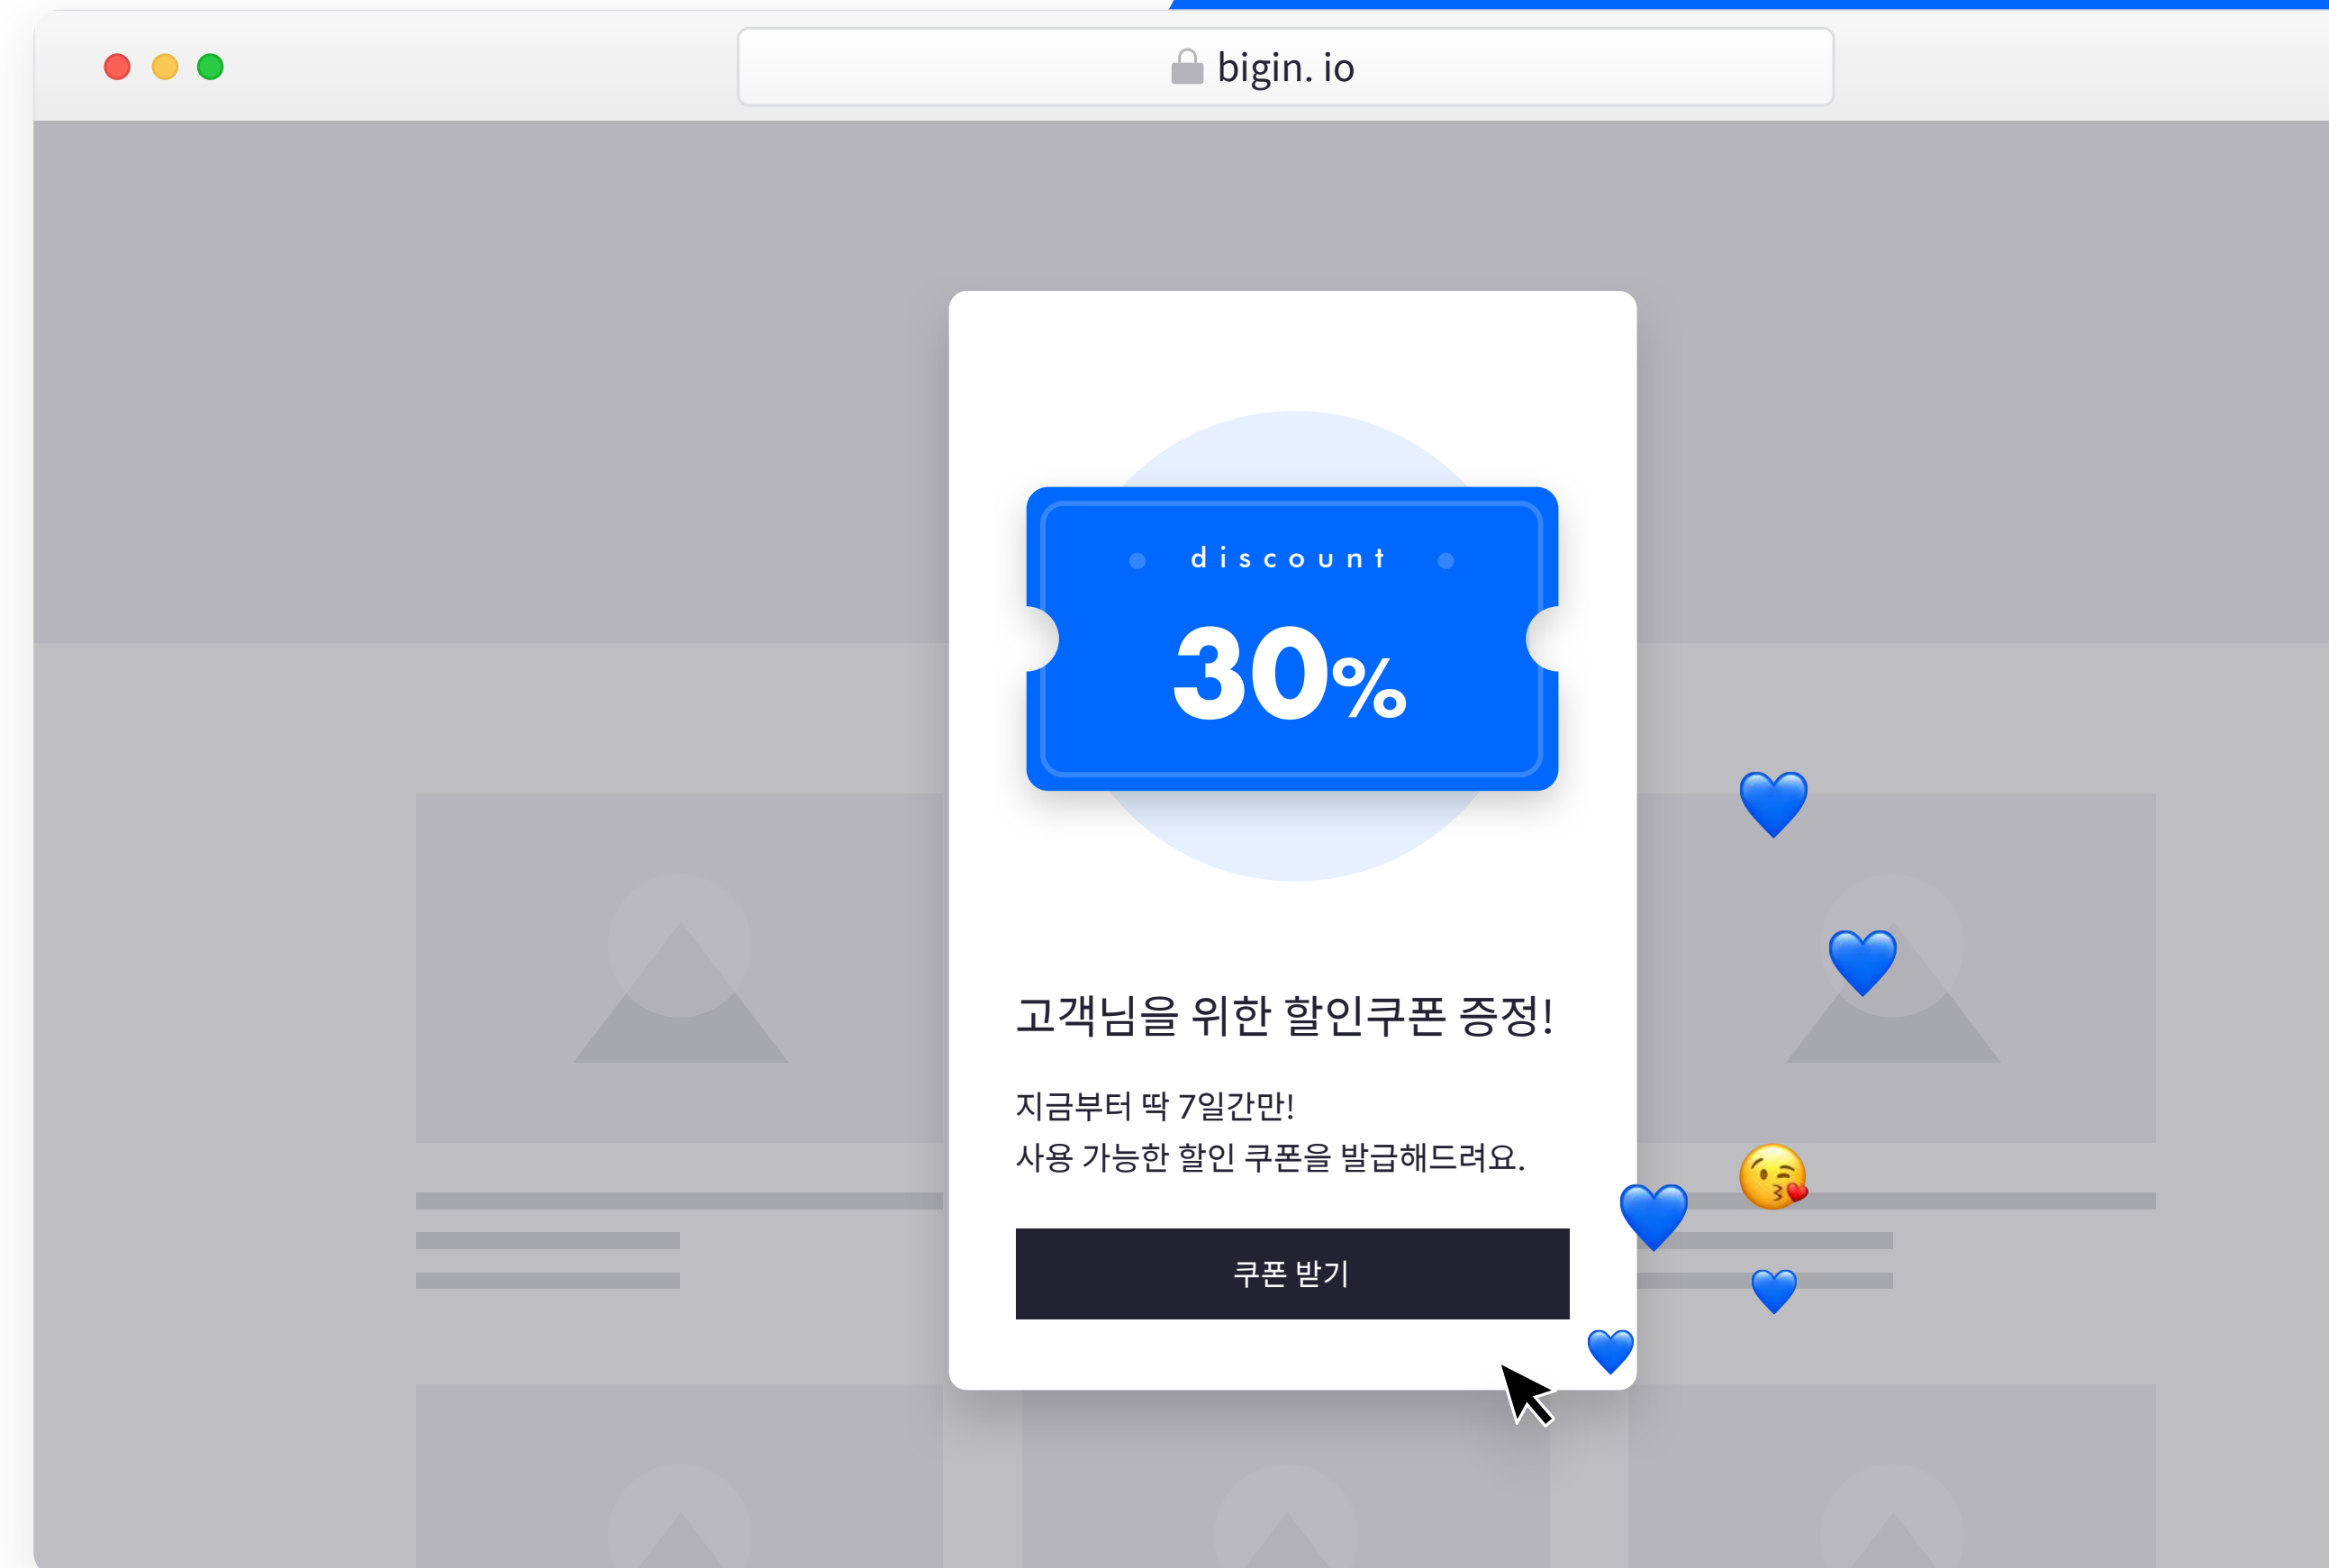 bigin. io
discount
30%
고객님을 위한 할인쿠폰 증정!
지금부터 딱 7일간만!
사용 가능한 할인 쿠폰을 발급해드려요.
쿠폰 받기